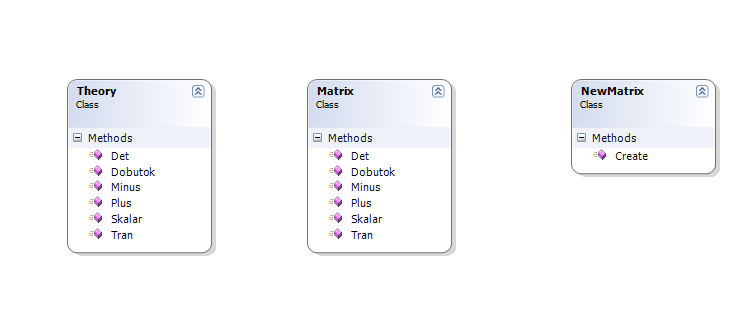 Theory
Class
Methods
Det
Dobutok
Minus
Plus
Skalar
Tran
Matrix
Class
Methods
Det
Dobutok
Minus
Plus
Skalar
Tran
NewMatrix
Class
Methods
Create